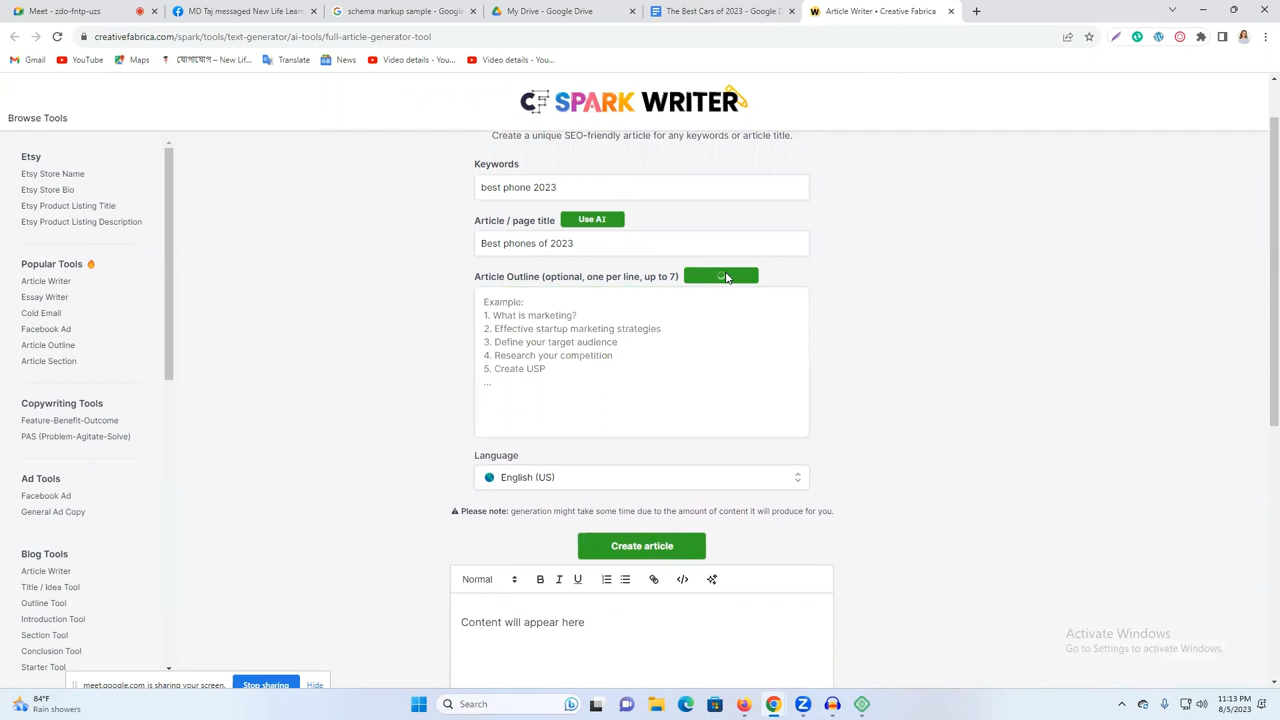 Meet – zdo-fntp-uzs
MD Taj messaged New Life Learn
schema markup sample - Google
My Drive - Google Drive
The Best Cars of 2023 - Google D
Article Writer • Creative Fabrica
creativefabrica.com/spark/tools/text-generator/ai-tools/full-article-generator-tool
Gmail
YouTube
Maps
যোগাযোগ – New Life...
Translate
News
Video details - You...
Video details - You...
CF SPARK WRITER
Browse Tools
Create a unique SEO-friendly article for any keywords or article title.
Etsy
Etsy Store Name
Etsy Store Bio
Etsy Product Listing Title
Etsy Product Listing Description
Popular Tools 🔥
Article Writer
Essay Writer
Cold Email
Facebook Ad
Article Outline
Article Section
Copywriting Tools
Feature-Benefit-Outcome
PAS (Problem-Agitate-Solve)
Ad Tools
Facebook Ad
General Ad Copy
Blog Tools
Article Writer
Title / Idea Tool
Outline Tool
Introduction Tool
Section Tool
Conclusion Tool
Starter Tool
Keywords
best phone 2023
Article / page title Use AI
Best phones of 2023
Article Outline (optional, one per line, up to 7)
Example:
1. What is marketing?
2. Effective startup marketing strategies
3. Define your target audience
4. Research your competition
5. Create USP
...
Language
English (US)
Please note: generation might take some time due to the amount of content it will produce for you.
Create article
Normal B I U
Content will appear here
Activate Windows
Go to Settings to activate Windows.
meet.google.com is sharing your screen. Stop sharing Hide
84°F
Rain showers
Search
11:13 PM
8/5/2023